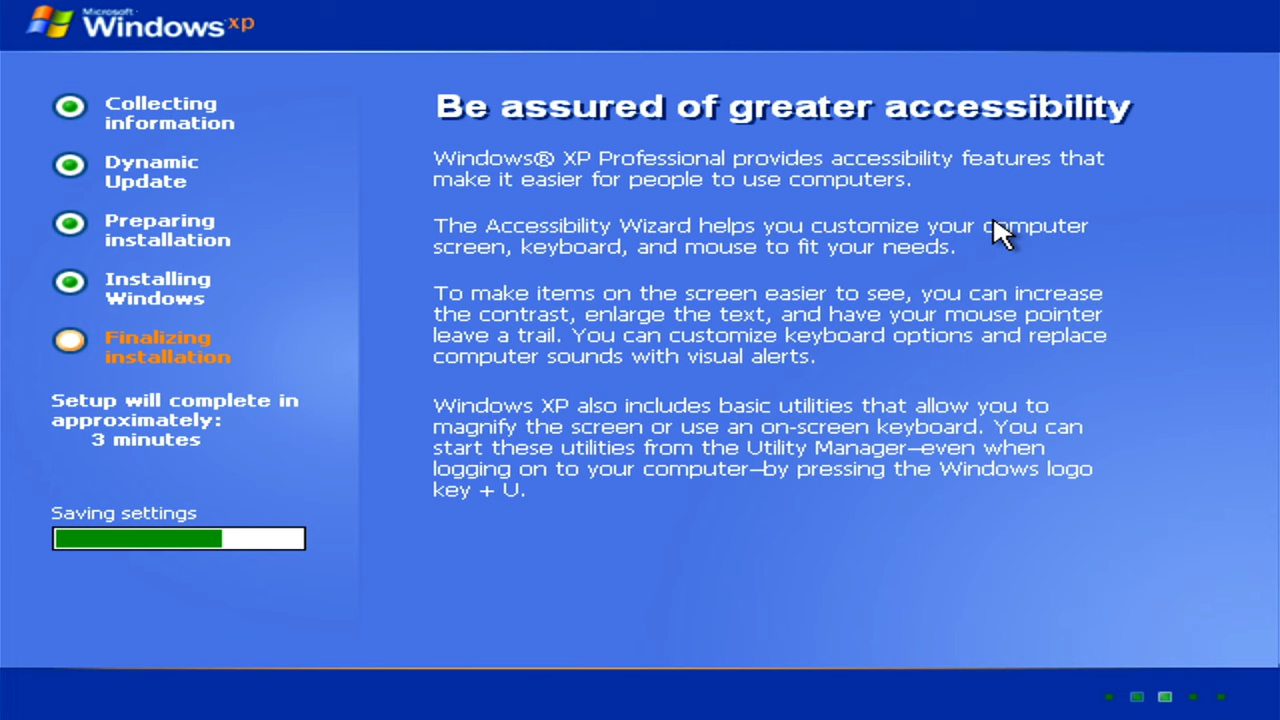 Microsoft
Windows xp
Collecting
information
Dynamic
Update
Preparing
installation
Installing
Windows
Finalizing
installation
Setup will complete in
approximately:
3 minutes
Saving settings
Be assured of greater accessibility
Windows® XP Professional provides accessibility features that
make it easier for people to use computers.
The Accessibility Wizard helps you customize your computer
screen, keyboard, and mouse to fit your needs.
To make items on the screen easier to see, you can increase
the contrast, enlarge the text, and have your mouse pointer
leave a trail. You can customize keyboard options and replace
computer sounds with visual alerts.
Windows XP also includes basic utilities that allow you to
magnify the screen or use an on-screen keyboard. You can
start these utilities from the Utility Manager—even when
logging on to your computer—by pressing the Windows logo
key + U.